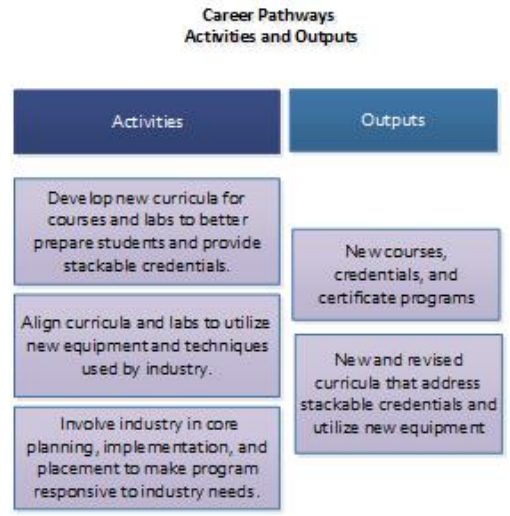 Career Pathways
Activities and Outputs
Activities
Outputs
Develop new curricula for
courses and labs to better
prepare students and provide
stackable credentials.
Align curricula and labs to utilize
new equipment and techniques
used by industry.
Involve industry in core
planning, implementation, and
placement to make program
responsive to industry needs.
New courses,
credentials, and
certificate programs
New and revised
curricula that address
stackable credentials and
utilize new equipment